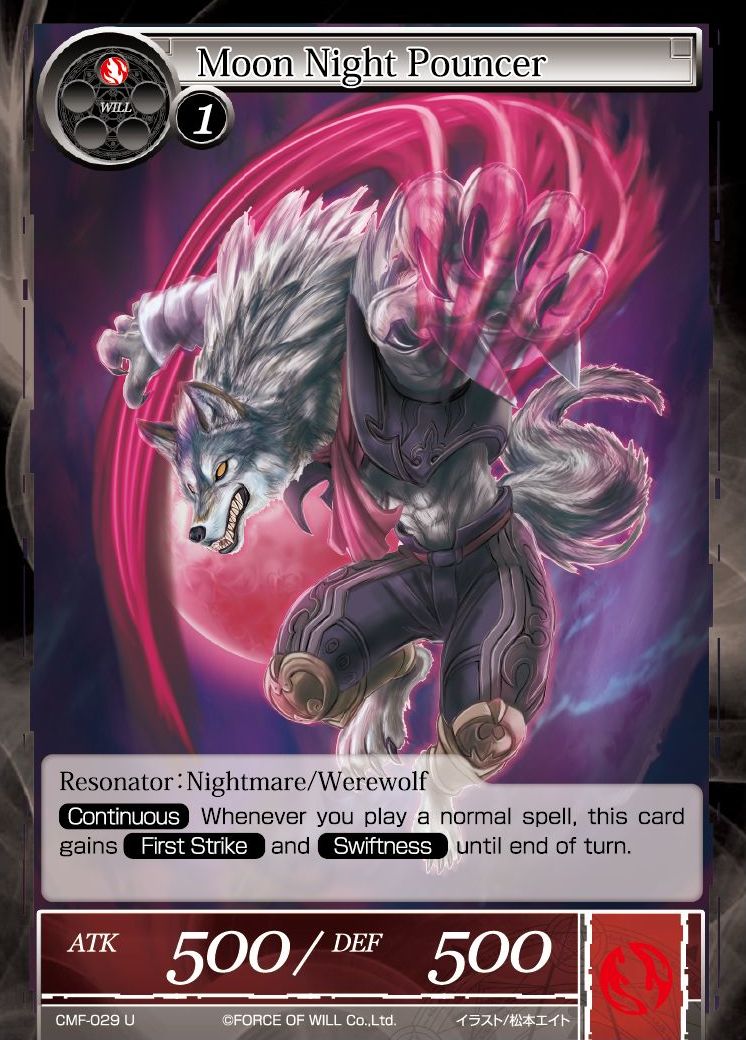 Moon Night Pouncer
WILL
1
Resonator:Nightmare/Werewolf
Continuous Whenever you play a normal spell, this card
gains First Strike and Swiftness until end of turn.
ATK 500/ DEF 500
CMF-029 U ©FORCE OF WILL Co.,Ltd. イラスト/松本エイト